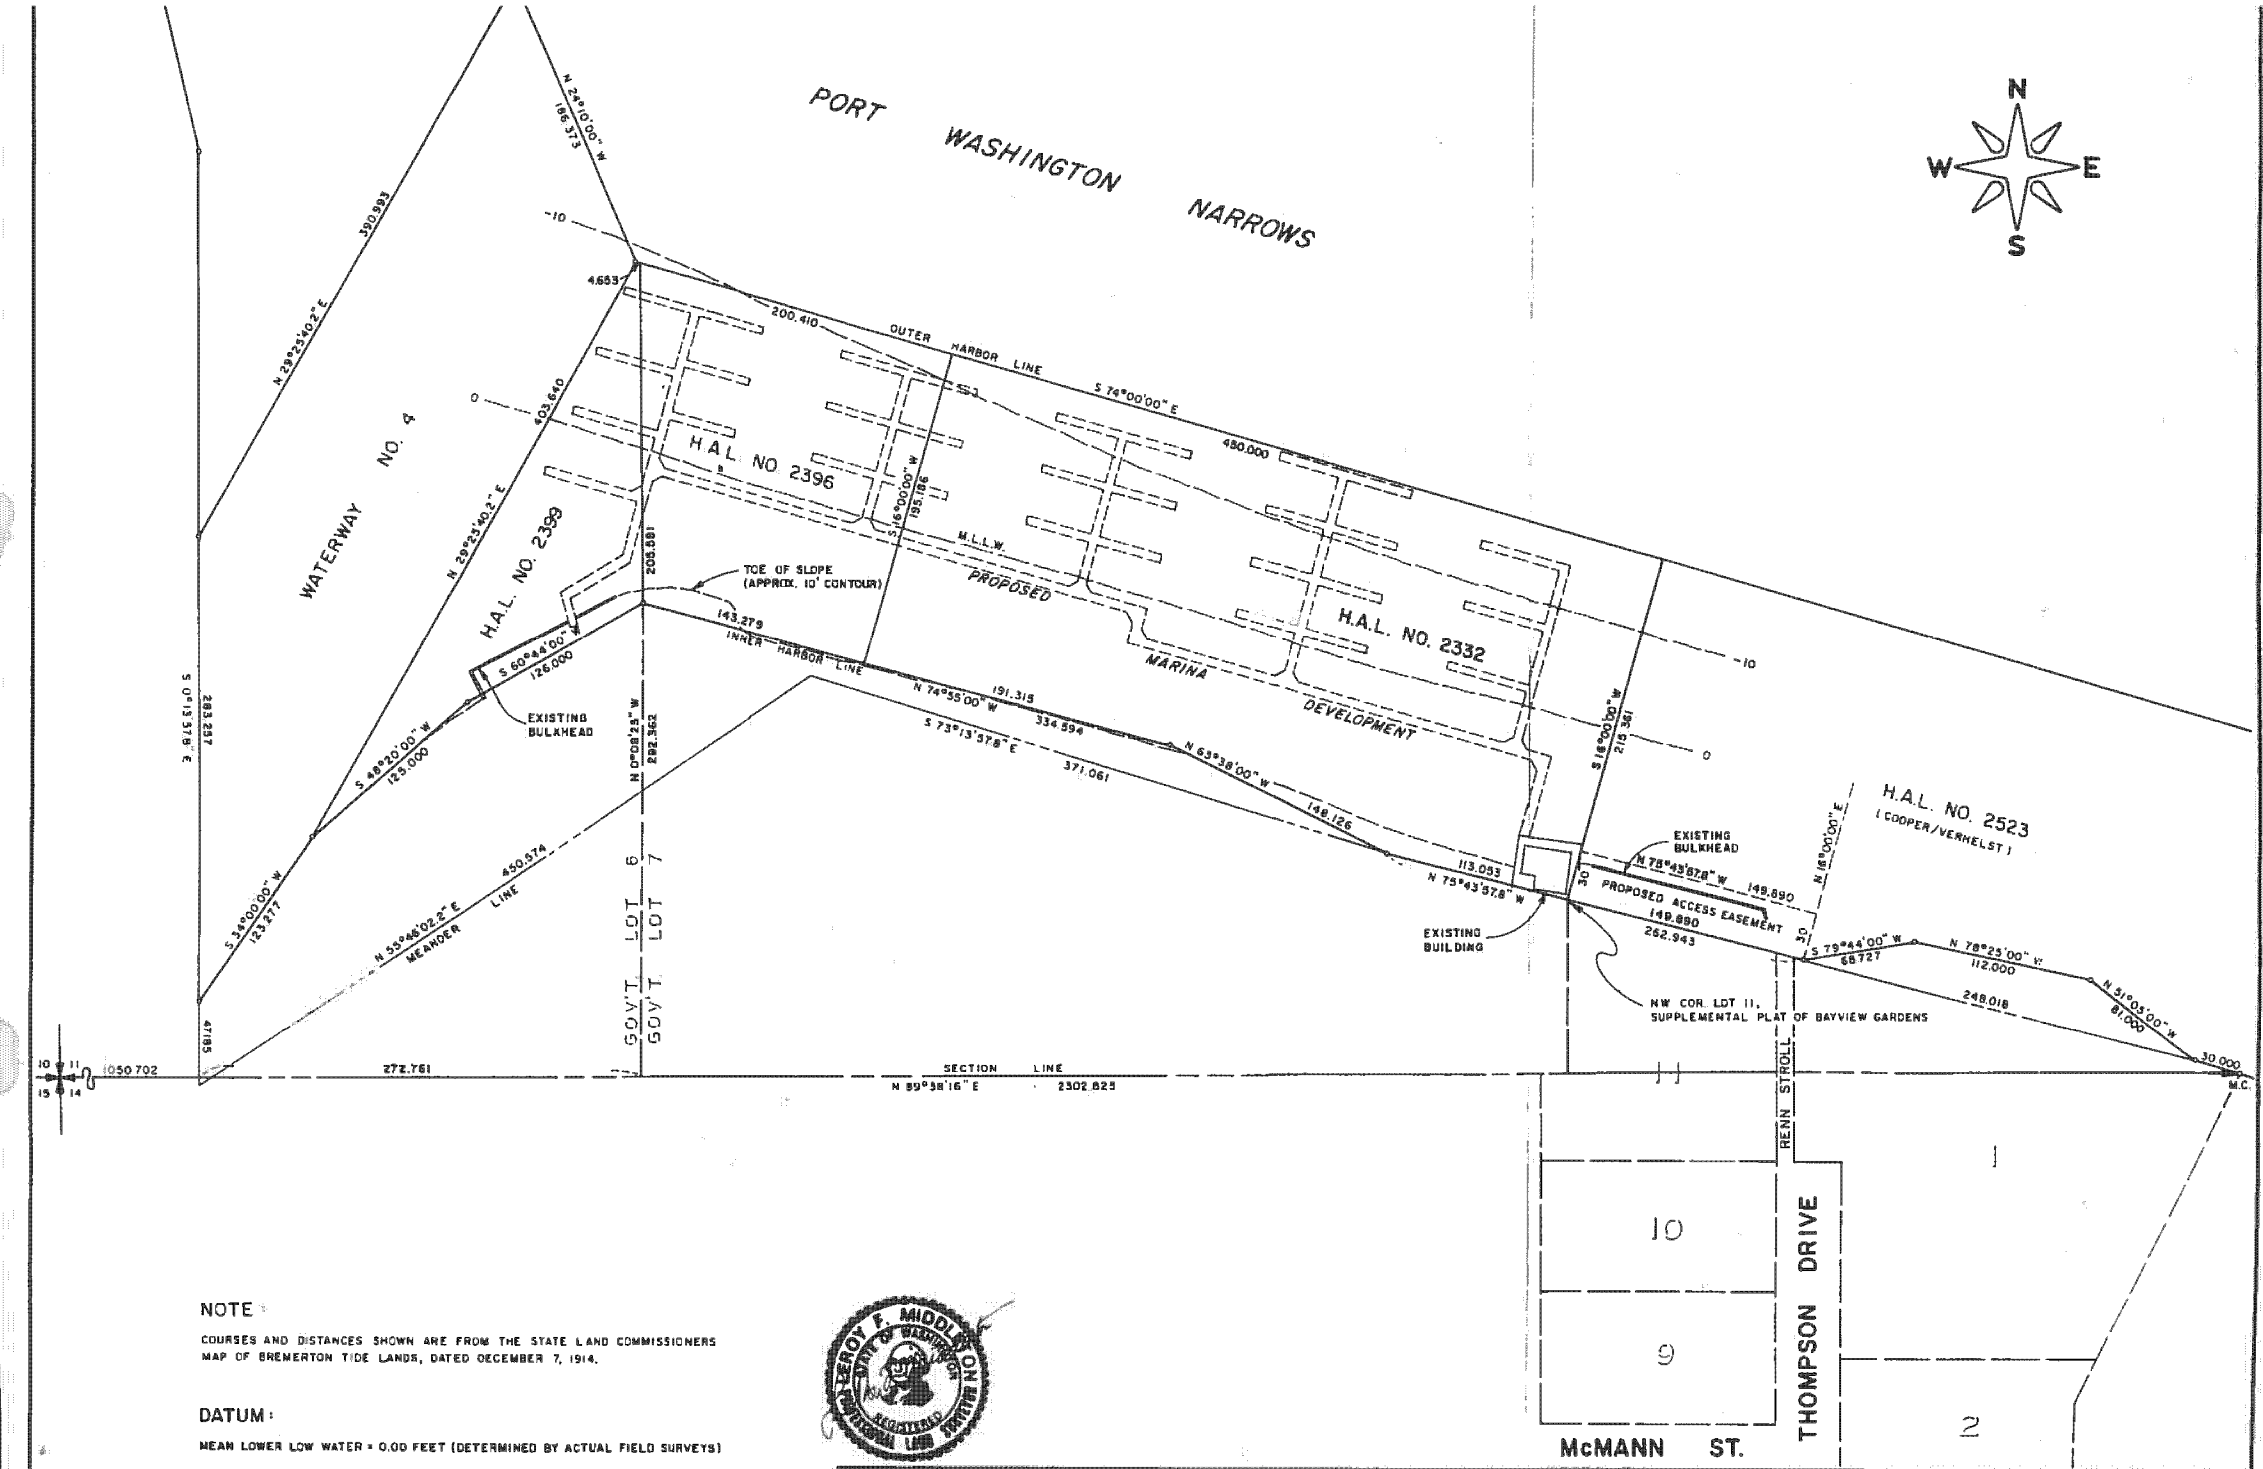 N
W E
S
PORT WASHINGTON NARROWS
N 24°10'00" W
186.373
390.993
N 29°25'40.2" E
-10
4.653
200.410
OUTER HARBOR LINE
S 74°00'00" E
450.000
0
403.640
N 29°25'40.2" E
WATERWAY NO. 4
H.A.L. NO. 2399
H.A.L. NO. 2396
S 16°00'00" W
195.186
M.L.L.W.
PROPOSED
MARINA
DEVELOPMENT
H.A.L. NO. 2332
-10
0
S 16°00'00" W
215.361
205.581
TOE OF SLOPE
(APPROX. 10' CONTOUR)
143.279
INNER HARBOR LINE
S 60°44'00" W
126.000
EXISTING
BULKHEAD
S 48°20'00" W
125.000
S 0°13'57.8" E
283.257
N 0°08'25" W
282.362
N 74°55'00" W
191.315
334.594
S 73°13'57.8" E
371.061
N 63°38'00" W
148.126
113.053
N 75°43'57.8" W
EXISTING
BUILDING
EXISTING
BULKHEAD
N 75°43'57.8" W
149.890
30
PROPOSED ACCESS EASEMENT
149.890
262.943
30
N 16°00'00" E
H.A.L. NO. 2523
(COOPER/VERHELST)
S 79°44'00" W
68.727
N 78°25'00" W
112.000
N 51°05'00" W
81.000
248.018
30.000
M.C.
NW COR. LOT 11,
SUPPLEMENTAL PLAT OF BAYVIEW GARDENS
S 34°00'00" W
123.277
N 55°46'02.2" E
450.574
MEANDER LINE
GOV'T. LOT 6
GOV'T. LOT 7
47.185
10 11
15 14
1050.702
272.761
SECTION LINE
N 89°38'16" E 2302.825
RENN STROLL
1
10
9
2
THOMPSON DRIVE
McMANN ST.
NOTE
COURSES AND DISTANCES SHOWN ARE FROM THE STATE LAND COMMISSIONERS
MAP OF BREMERTON TIDE LANDS, DATED DECEMBER 7, 1914.
DATUM:
MEAN LOWER LOW WATER = 0.00 FEET (DETERMINED BY ACTUAL FIELD SURVEYS)
LEROY F. MIDDLETON
STATE OF WASHINGTON
REGISTERED
PROFESSIONAL LAND SURVEYOR